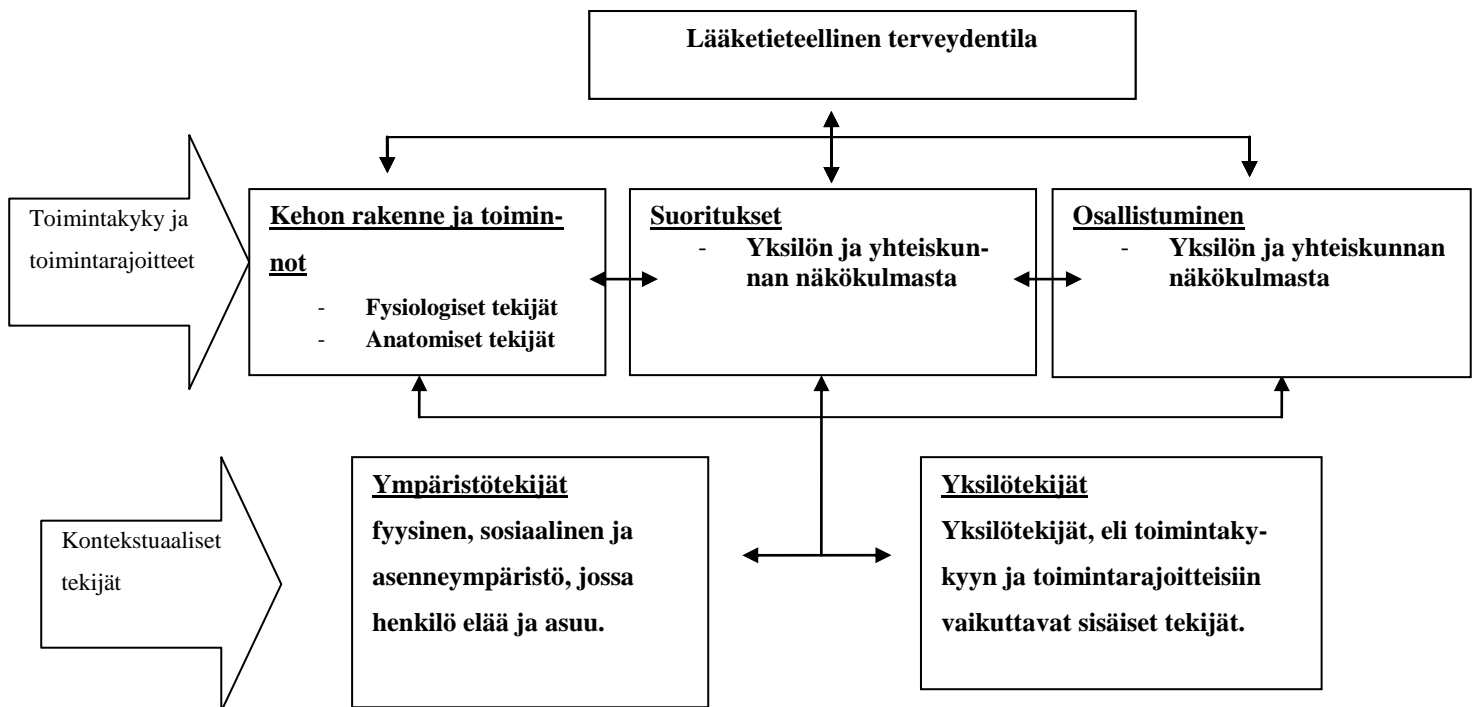 Lääketieteellinen terveydentila
Toimintakyky ja
toimintarajoitteet
Kehon rakenne ja toimin-
not
- Fysiologiset tekijät
- Anatomiset tekijät
Suoritukset
- Yksilön ja yhteiskun-
nan näkökulmasta
Osallistuminen
- Yksilön ja yhteiskunnan
näkökulmasta
Kontekstuaaliset
tekijät
Ympäristötekijät
fyysinen, sosiaalinen ja
asenneympäristö, jossa
henkilö elää ja asuu.
Yksilötekijät
Yksilötekijät, eli toimintaky-
kyyn ja toimintarajoitteisiin
vaikuttavat sisäiset tekijät.